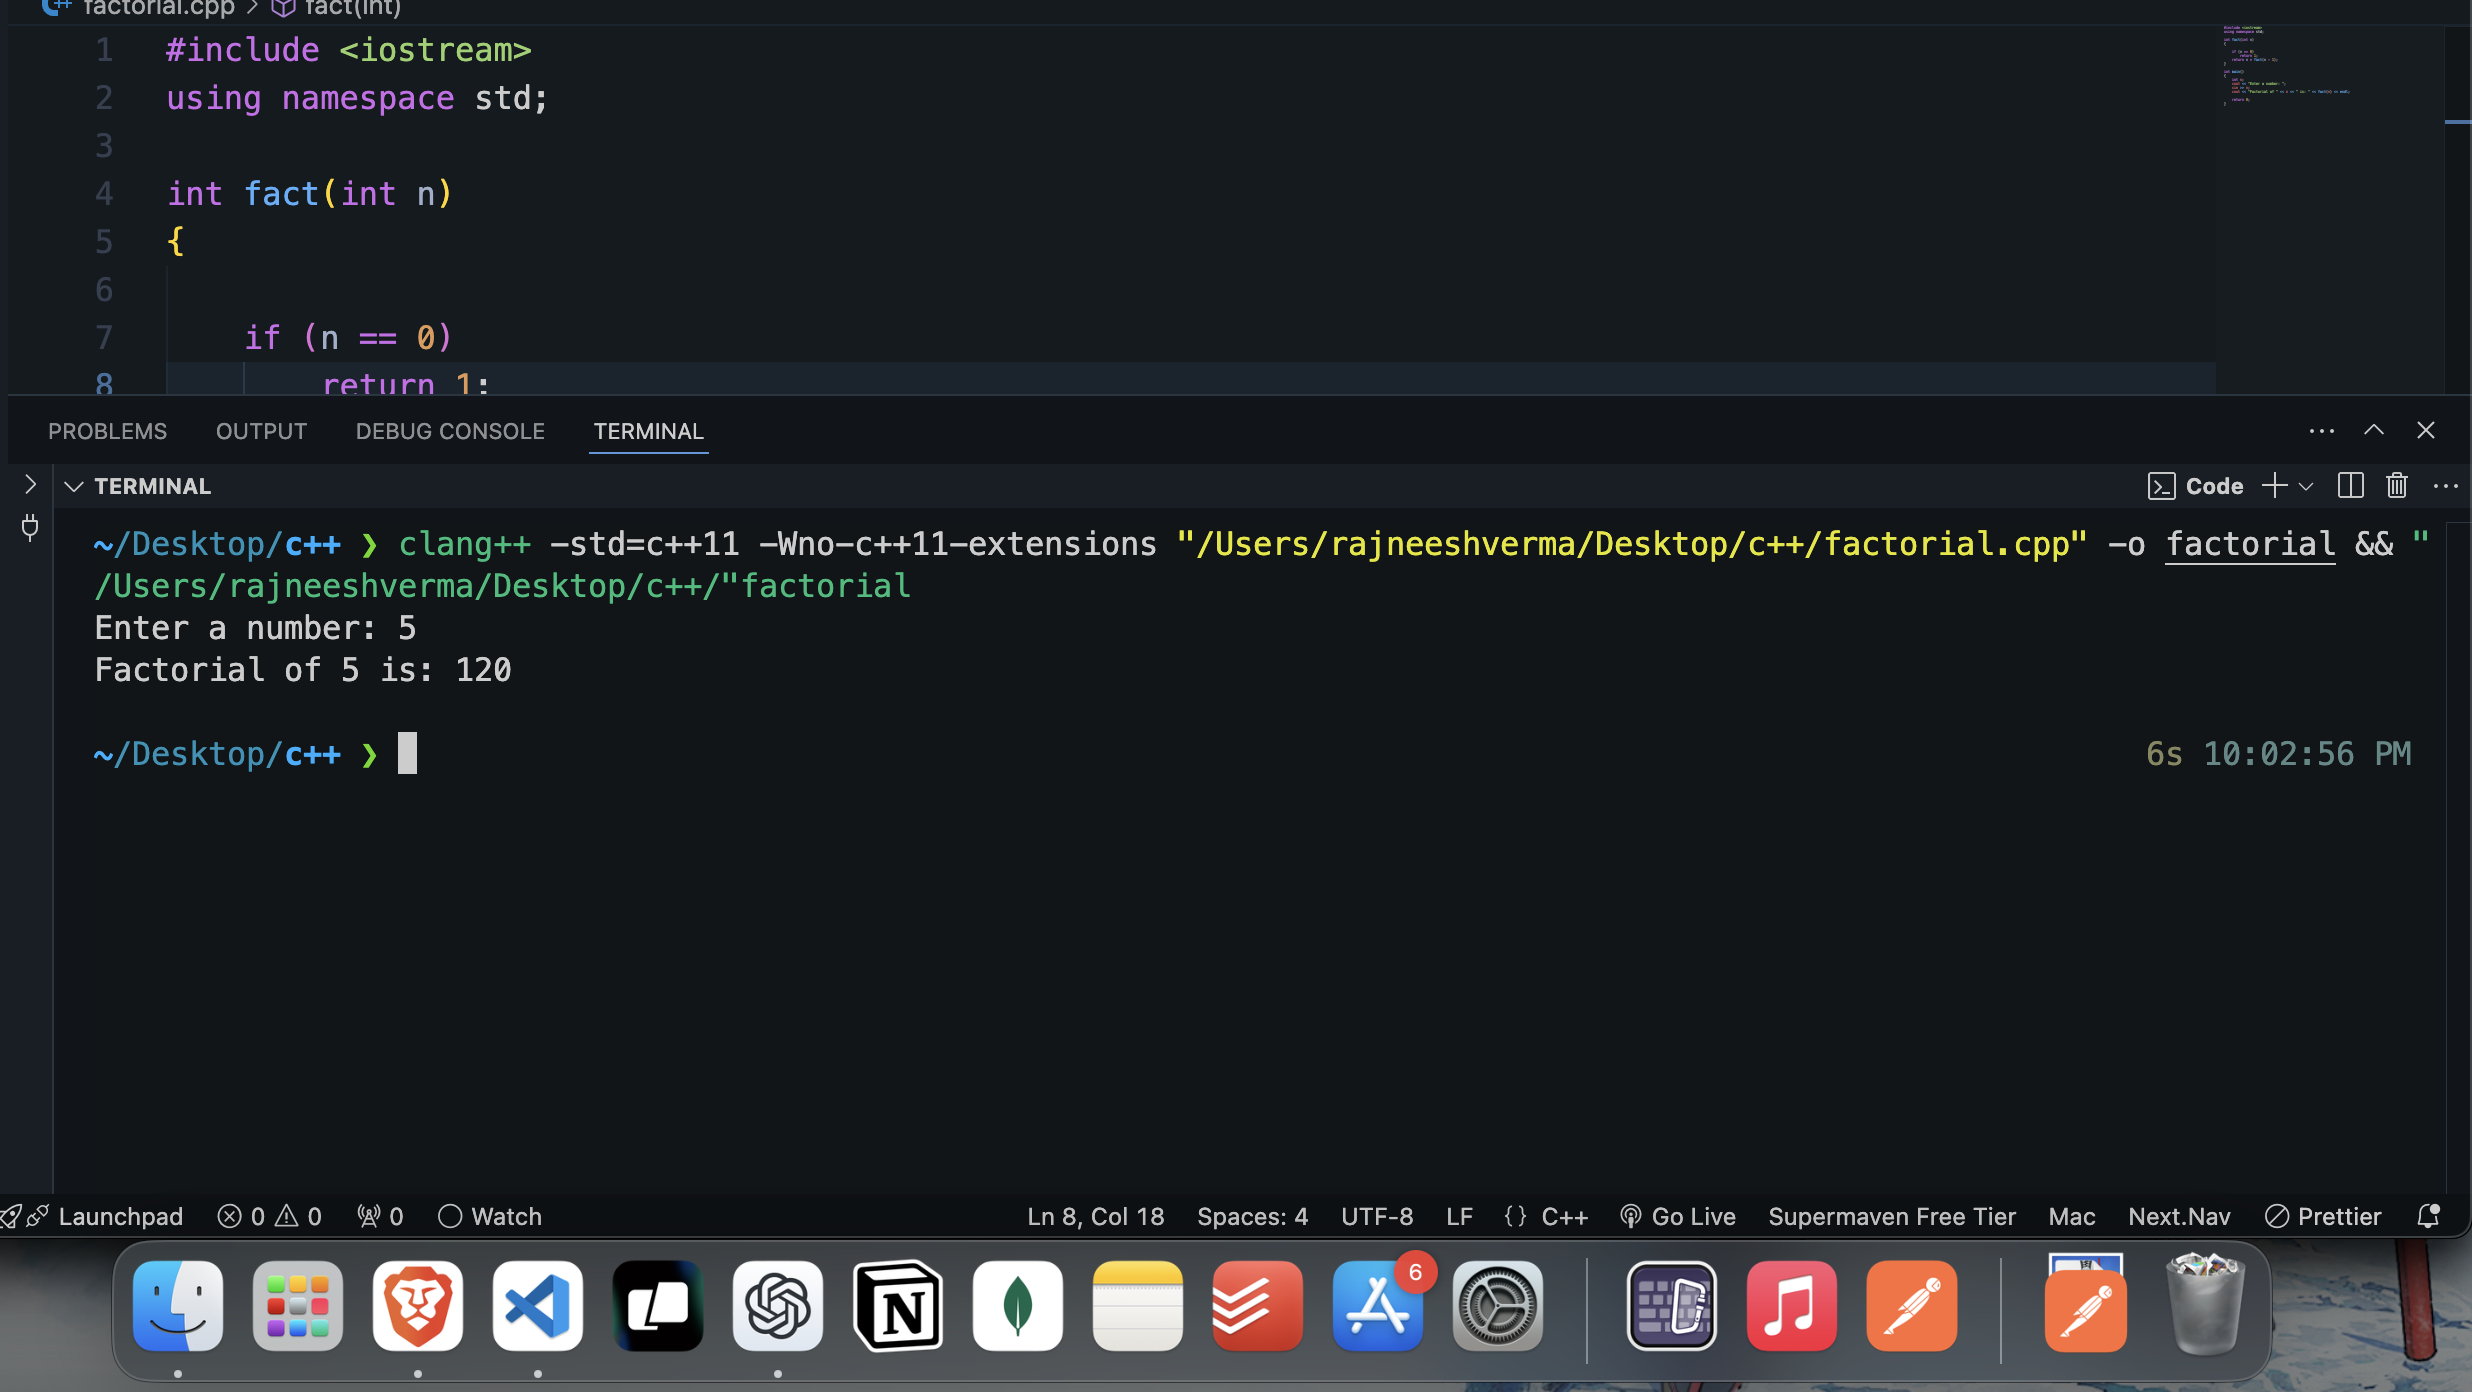 factorial.cpp > fact(int)
1 #include <iostream>
2 using namespace std;
3
4 int fact(int n)
5 {
6
7 if (n == 0)
8 return 1;
PROBLEMS OUTPUT DEBUG CONSOLE TERMINAL
TERMINAL Code
~/Desktop/c++ ❯ clang++ -std=c++11 -Wno-c++11-extensions "/Users/rajneeshverma/Desktop/c++/factorial.cpp" -o factorial && "
/Users/rajneeshverma/Desktop/c++/"factorial
Enter a number: 5
Factorial of 5 is: 120
~/Desktop/c++ ❯ 6s 10:02:56 PM
Launchpad 0 0 0 Watch Ln 8, Col 18 Spaces: 4 UTF-8 LF {} C++ Go Live Supermaven Free Tier Mac Next.Nav Prettier
6